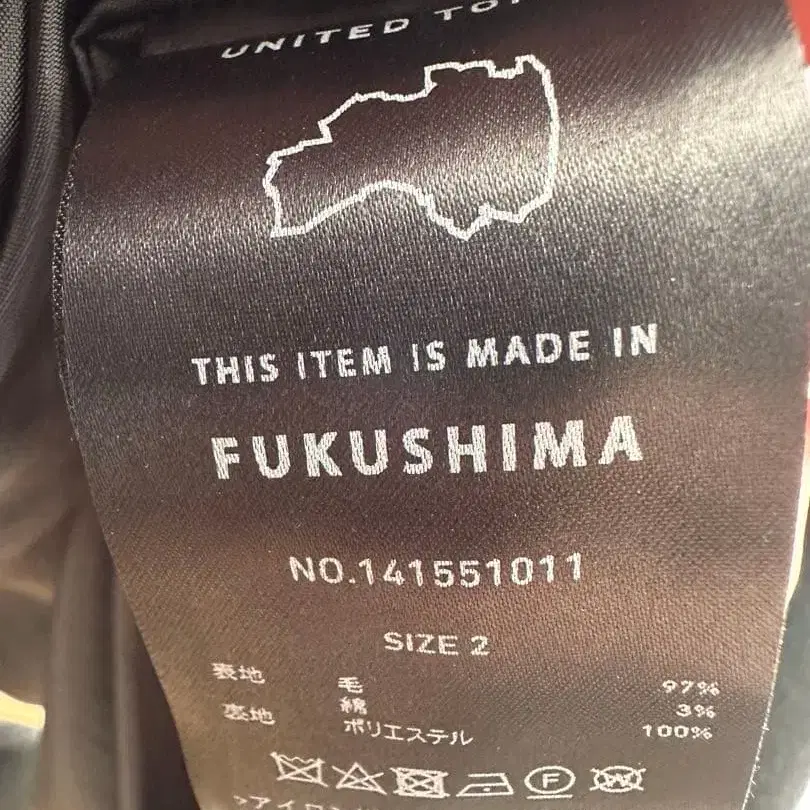 UNITED TO
THIS ITEM IS MADE IN
FUKUSHIMA
NO.141551011
SIZE 2
表地 毛 97%
綿 3%
裏地 ポリエステル 100%
F W